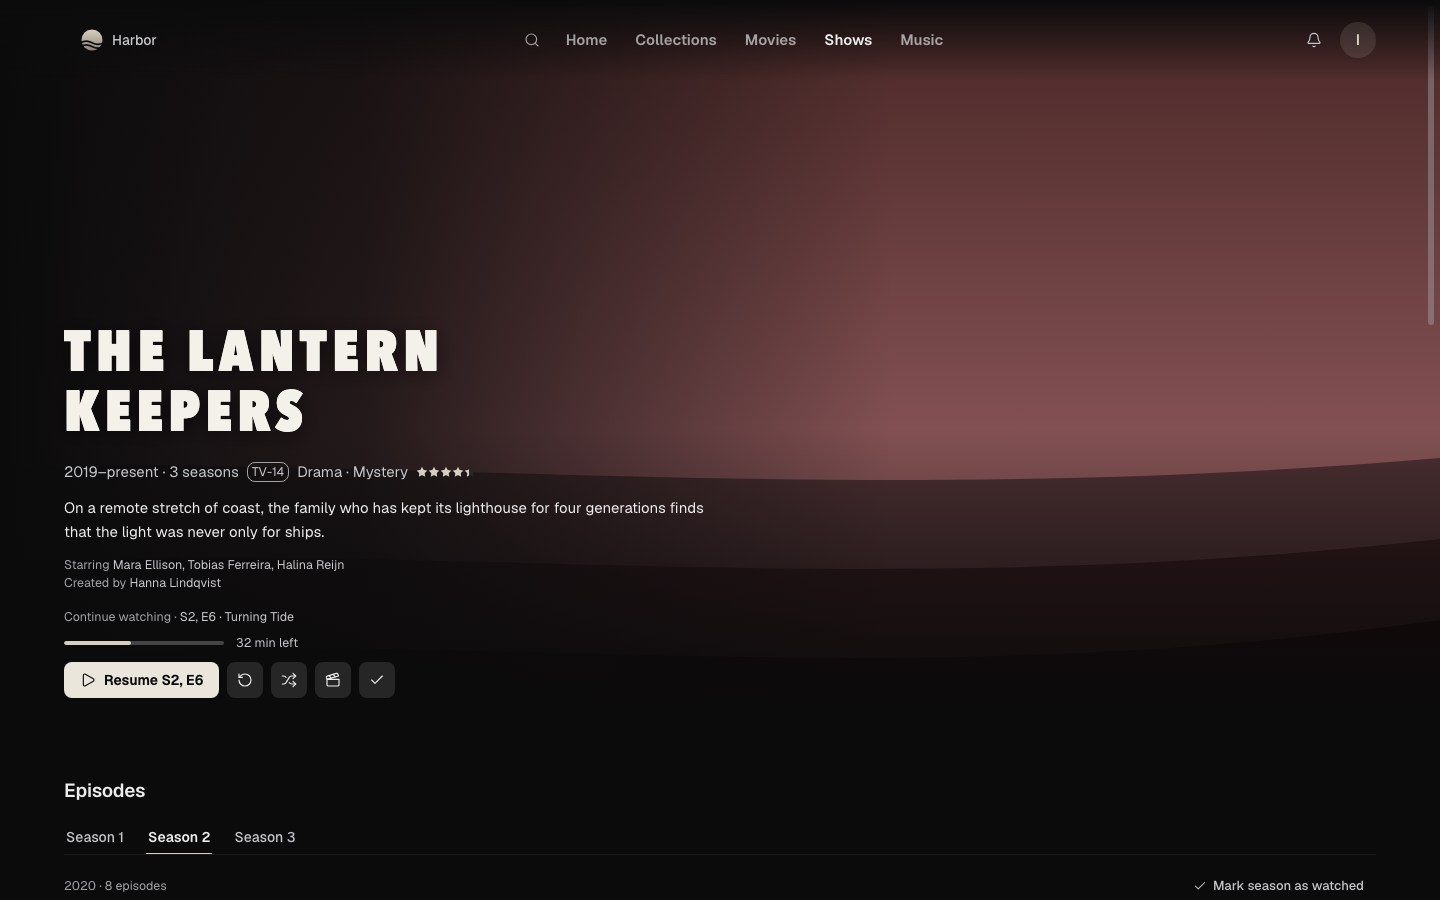 Harbor
Home
Collections
Movies
Shows
Music
I
THE LANTERN
KEEPERS
2019–present · 3 seasons TV-14 Drama · Mystery
On a remote stretch of coast, the family who has kept its lighthouse for four generations finds
that the light was never only for ships.
Starring Mara Ellison, Tobias Ferreira, Halina Reijn
Created by Hanna Lindqvist
Continue watching · S2, E6 · Turning Tide
32 min left
Resume S2, E6
Episodes
Season 1
Season 2
Season 3
2020 · 8 episodes
Mark season as watched